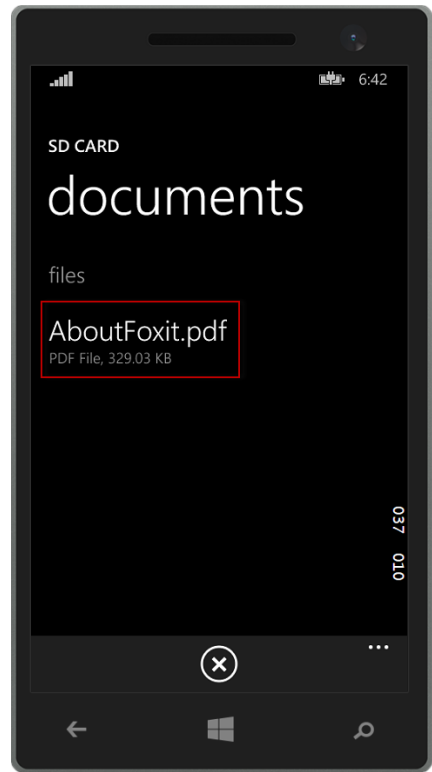 6:42
SD CARD
documents
files
AboutFoxit.pdf
PDF File, 329.03 KB
037 010
...